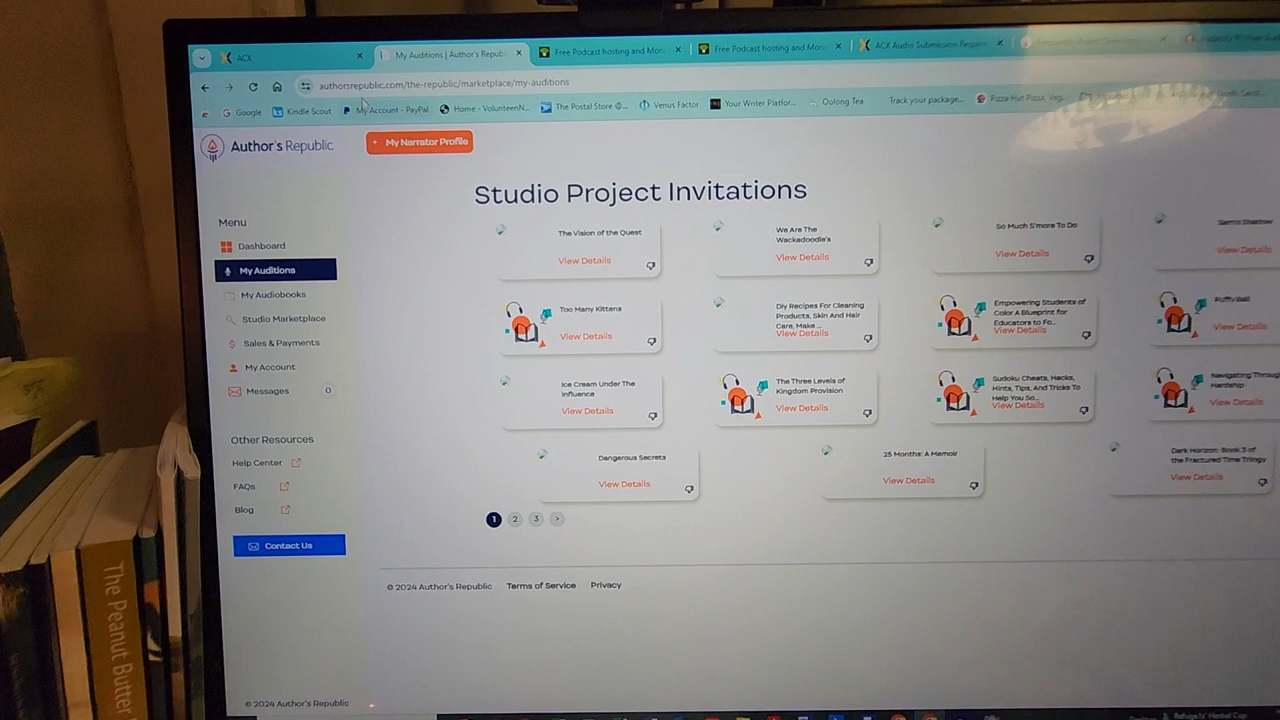 ACX
My Auditions | Author's Repub
Free Podcast hosting and Mon
Free Podcast hosting and Mon
ACX Audio Submission Requir
authorsrepublic.com/the-republic/marketplace/my-auditions
Google
Kindle Scout
My Account - PayPal
Home - VolunteerN...
The Postal Store @...
Venus Factor
Your Writer Platfor...
Oolong Tea
Track your package...
Pizza Hut Pizza, Veg...
Author's Republic
+ My Narrator Profile
Studio Project Invitations
Menu
Dashboard
My Auditions
My Audiobooks
Studio Marketplace
$ Sales & Payments
My Account
Messages 0
Other Resources
Help Center
FAQs
Blog
Contact Us
The Vision of the Quest
View Details
We Are The
Wackadoodle's
View Details
So Much S'more To Do
View Details
View Details
Too Many Kittens
View Details
Diy Recipes For Cleaning
Products, Skin And Hair
Care, Make ...
View Details
Empowering Students of
Color A Blueprint for
Educators to Fo...
View Details
Puffy Ball
View Details
Ice Cream Under The
Influence
View Details
The Three Levels of
Kingdom Provision
View Details
Sudoku Cheats, Hacks,
Hints, Tips, And Tricks To
Help You So...
View Details
Navigating Through
Hardship
View Details
Dangerous Secrets
View Details
25 Months: A Memoir
View Details
Dark Horizon: Book 3 of
the Fractured Time Trilogy
View Details
1 2 3 >
© 2024 Author's Republic Terms of Service Privacy
© 2024 Author's Republic
The Peanut Butter